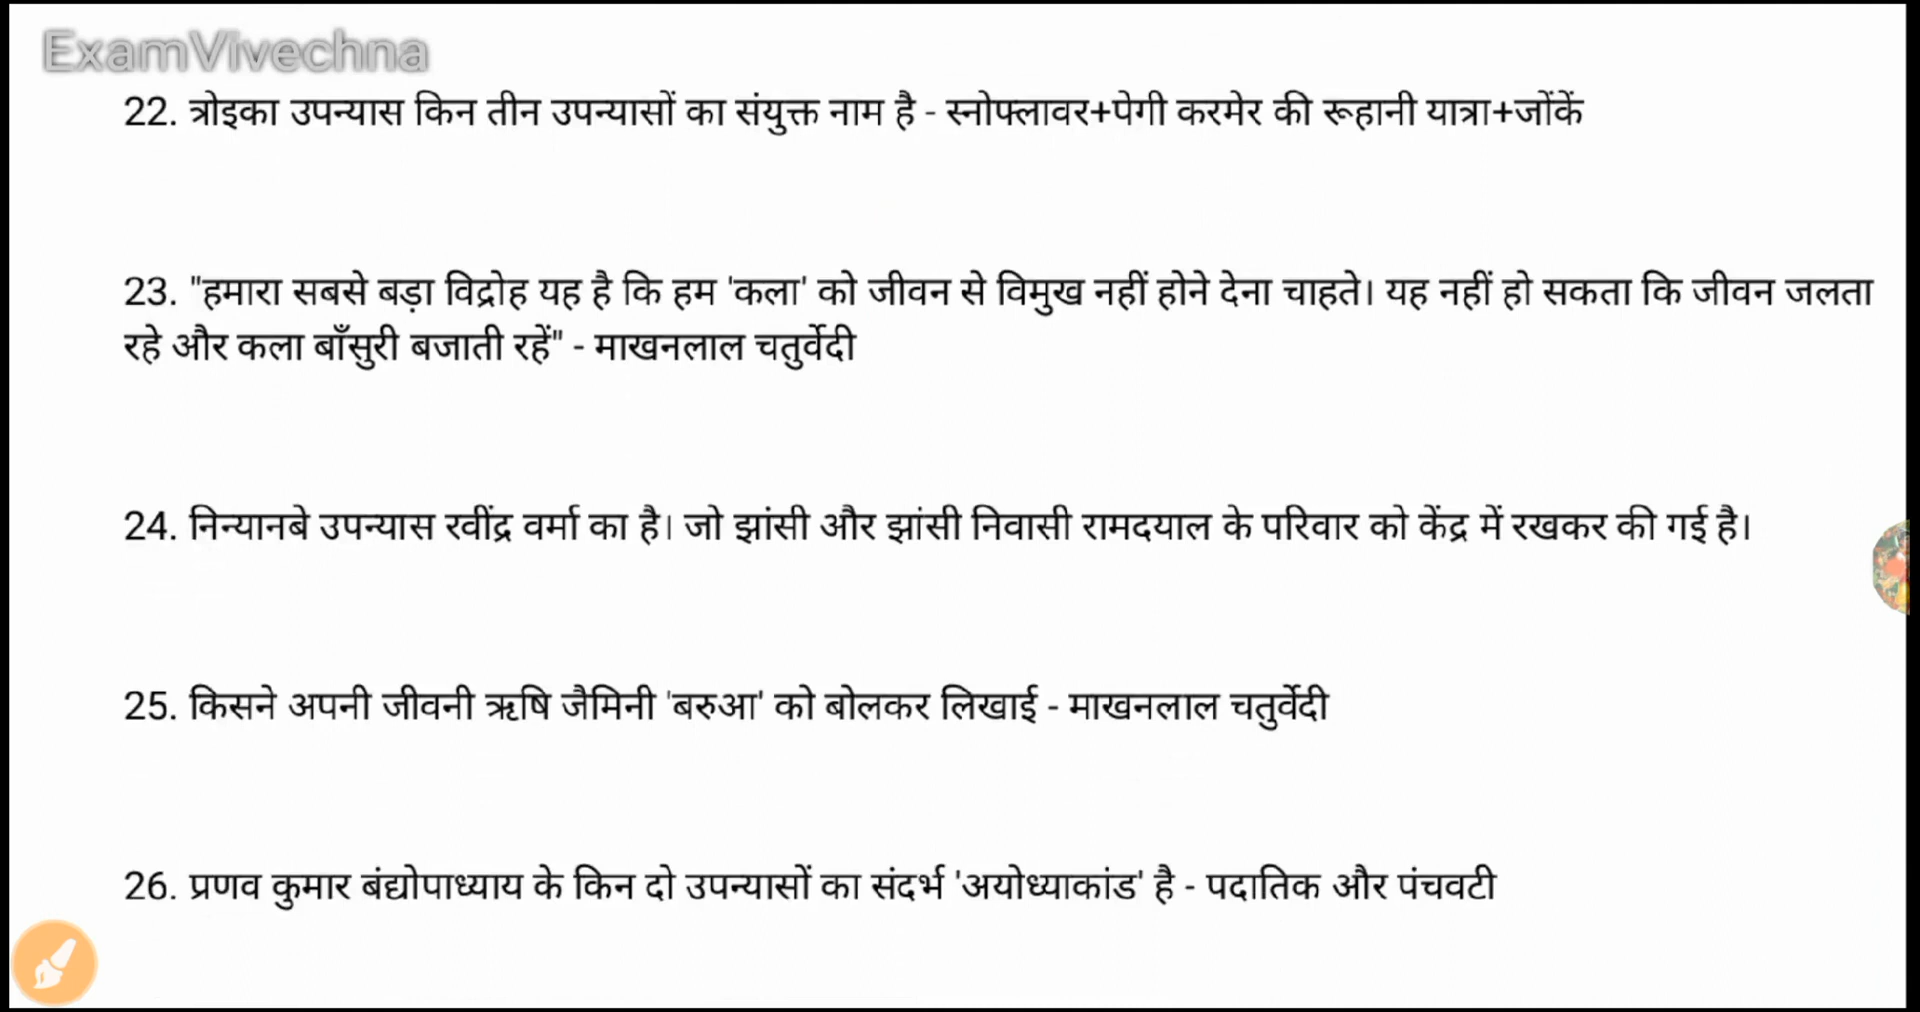 ExamVivechna
22. त्रोइका उपन्यास किन तीन उपन्यासों का संयुक्त नाम है - स्नोफ्लावर+पेगी करमेर की रूहानी यात्रा+जोंकें
23. "हमारा सबसे बड़ा विद्रोह यह है कि हम 'कला' को जीवन से विमुख नहीं होने देना चाहते। यह नहीं हो सकता कि जीवन जलता
रहे और कला बाँसुरी बजाती रहें" - माखनलाल चतुर्वेदी
24. निन्यानबे उपन्यास रवींद्र वर्मा का है। जो झांसी और झांसी निवासी रामदयाल के परिवार को केंद्र में रखकर की गई है।
25. किसने अपनी जीवनी ऋषि जैमिनी 'बरुआ' को बोलकर लिखाई - माखनलाल चतुर्वेदी
26. प्रणव कुमार बंद्योपाध्याय के किन दो उपन्यासों का संदर्भ 'अयोध्याकांड' है - पदातिक और पंचवटी